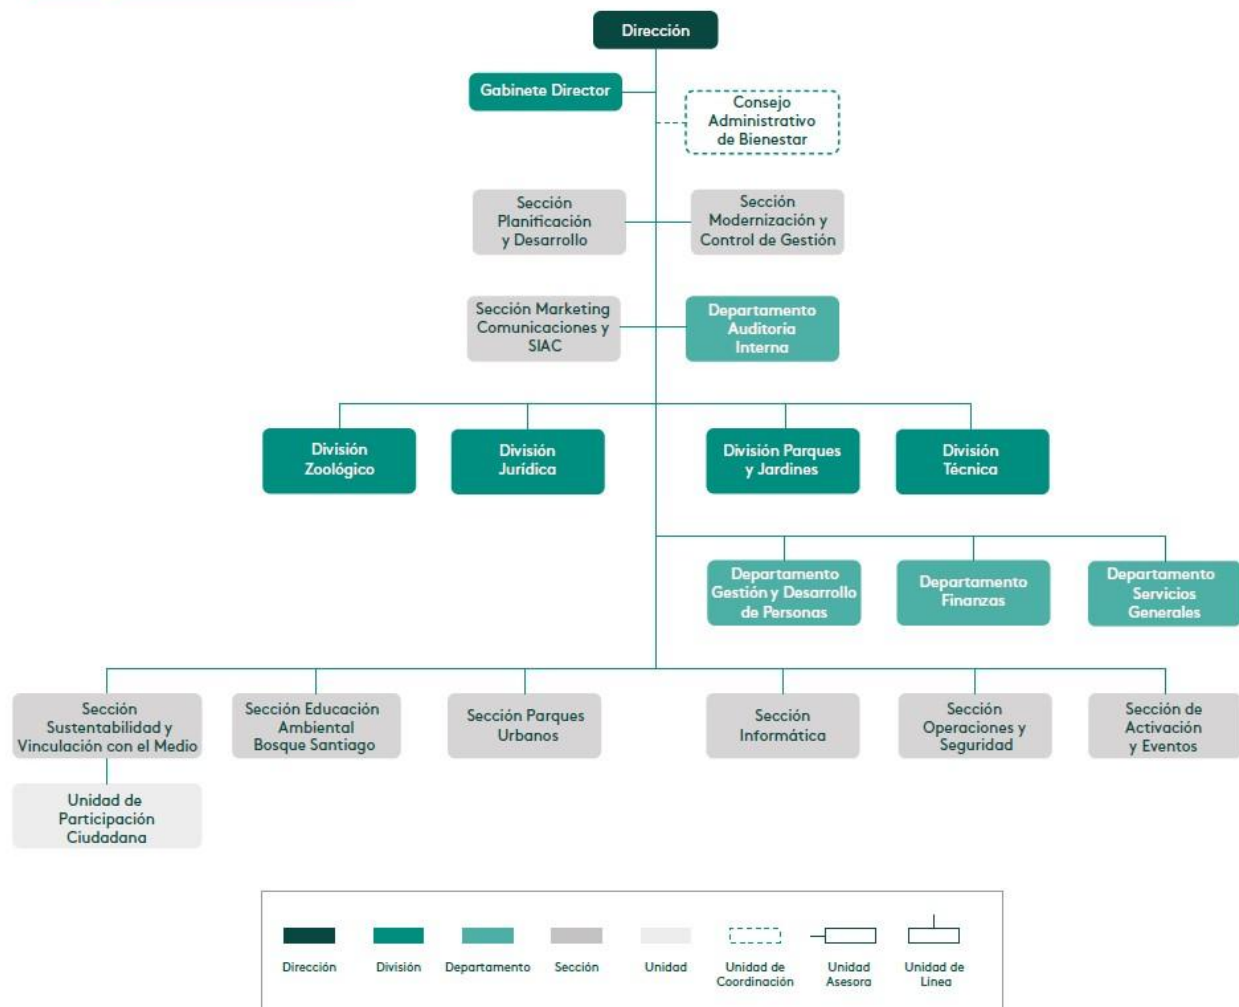 Dirección
Gabinete Director
Consejo
Administrativo
de Bienestar
Sección
Planificación
y Desarrollo
Sección
Modernización y
Control de Gestión
Sección Marketing
Comunicaciones y
SIAC
Departamento
Auditoría
Interna
División
Zoológico
División
Jurídica
División Parques
y Jardines
División
Técnica
Departamento
Gestión y Desarrollo
de Personas
Departamento
Finanzas
Departamento
Servicios
Generales
Sección
Sustentabilidad y
Vinculación con el Medio
Sección Educación
Ambiental
Bosque Santiago
Sección Parques
Urbanos
Sección
Informática
Sección
Operaciones y
Seguridad
Sección de
Activación
y Eventos
Unidad de
Participación
Ciudadana
Dirección
División
Departamento
Sección
Unidad
Unidad de
Coordinación
Unidad
Asesora
Unidad de
Línea